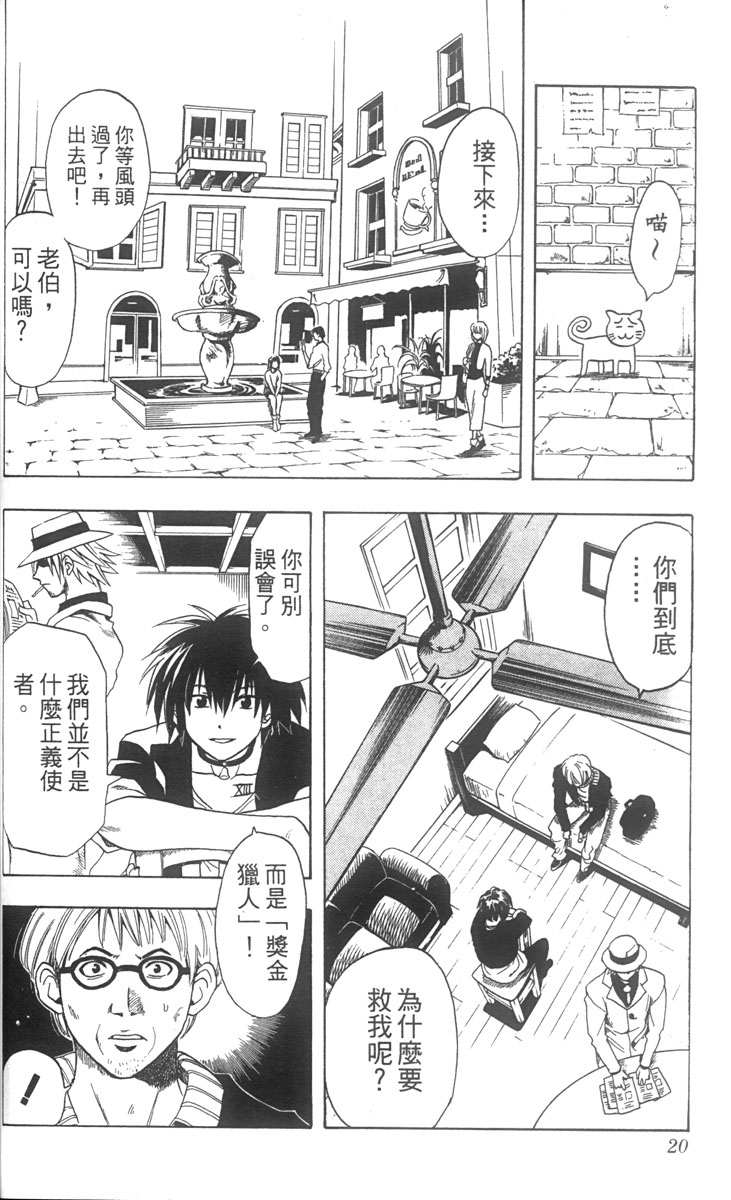 喵～
接下來⋯
你等風頭
過了，再
出去吧！
老伯，
可以嗎？
你們到底
⋯⋯
為什麼要
救我呢？
你可別
誤會了。
我們並不是
什麼正義使
者。
XIII
而是「獎金
獵人」！
！
20